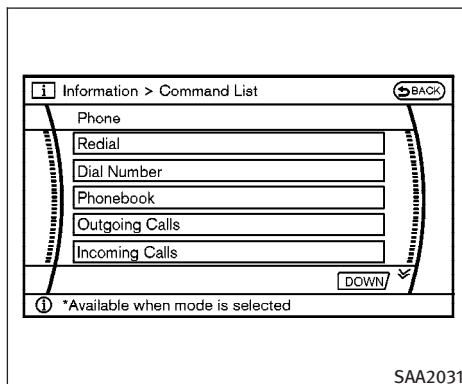 i Information > Command List BACK
Phone
Redial
Dial Number
Phonebook
Outgoing Calls
Incoming Calls
DOWN
i *Available when mode is selected
SAA2031